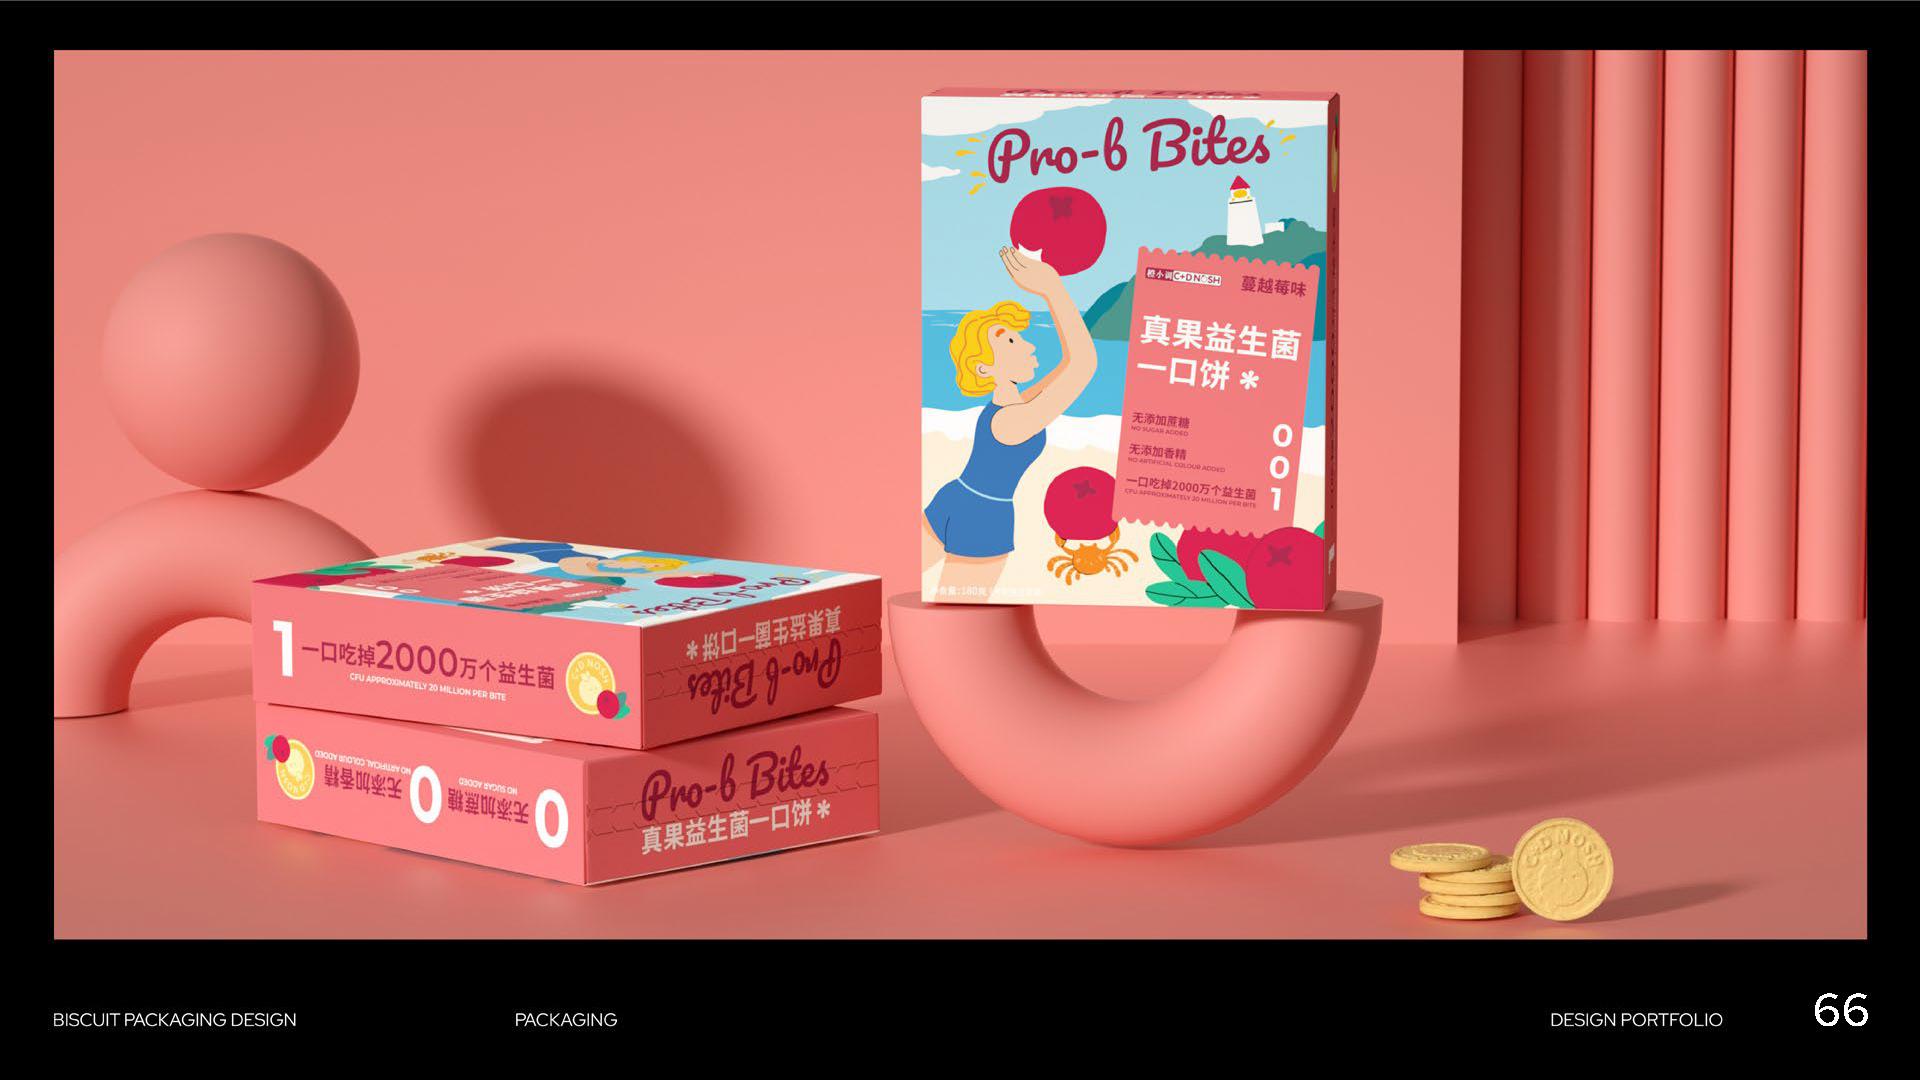 Pro-b Bites
橙小训 C+D NOSH
蔓越莓味
真果益生菌
一口饼*
无添加蔗糖
NO SUGAR ADDED
无添加香精
NO ARTIFICIAL COLOUR ADDED
一口吃掉2000万个益生菌
CFU APPROXIMATELY 20 MILLION PER BITE
0
0
1
净含量:180克
1 一口吃掉2000万个益生菌
CFU APPROXIMATELY 20 MILLION PER BITE
C+D NOSH
真果益生菌一口饼*
Pro-b Bites
0 无添加蔗糖
NO SUGAR ADDED
0 无添加香精
NO ARTIFICIAL COLOUR ADDED
Pro-b Bites
真果益生菌一口饼*
C+D NOSH
BISCUIT PACKAGING DESIGN
PACKAGING
DESIGN PORTFOLIO
66